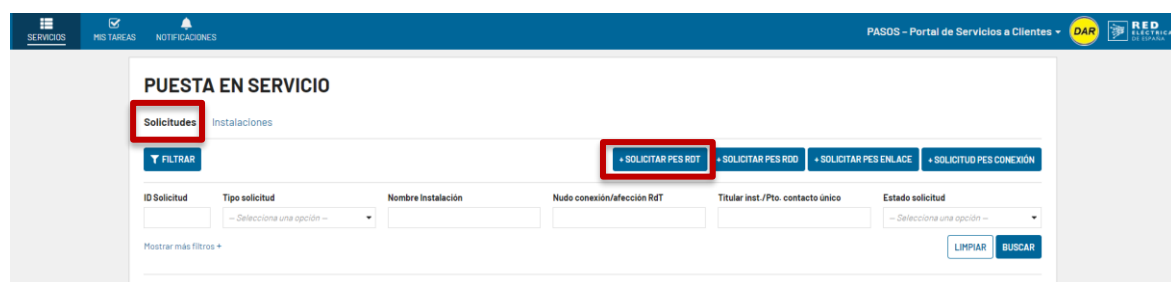 SERVICIOS MIS TAREAS NOTIFICACIONES PASOS – Portal de Servicios a Clientes DAR RED
ELÉCTRICA
DE ESPAÑA
PUESTA EN SERVICIO
Solicitudes Instalaciones
FILTRAR + SOLICITAR PES RDT + SOLICITAR PES RDD + SOLICITAR PES ENLACE + SOLICITUD PES CONEXIÓN
ID Solicitud Tipo solicitud Nombre Instalación Nudo conexión/afección RdT Titular inst./Pto. contacto único Estado solicitud
-- Selecciona una opción -- -- Selecciona una opción --
Mostrar más filtros + LIMPIAR BUSCAR